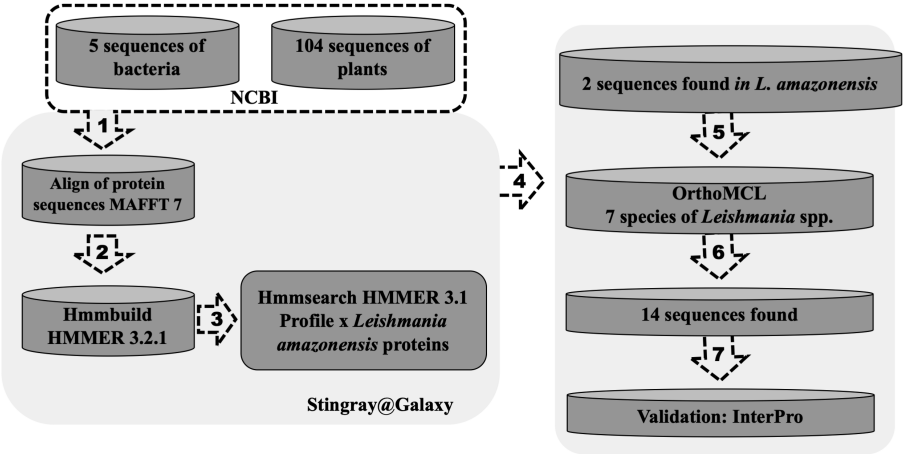 5 sequences of
bacteria
104 sequences of
plants
NCBI
1
Align of protein
sequences MAFFT 7
2
Hmmbuild
HMMER 3.2.1
3
Hmmsearch HMMER 3.1
Profile x Leishmania
amazonensis proteins
Stingray@Galaxy
4
2 sequences found in L. amazonensis
5
OrthoMCL
7 species of Leishmania spp.
6
14 sequences found
7
Validation: InterPro